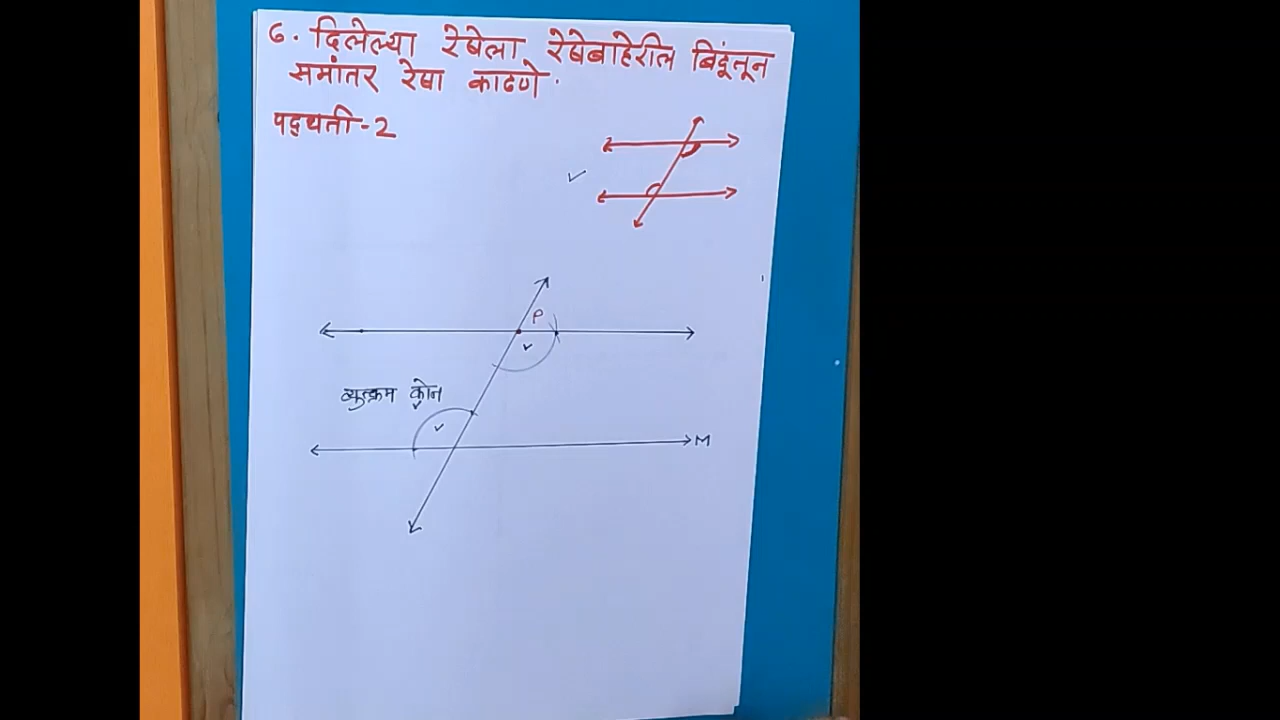 6. दिलेल्या रेषेला रेषेबाहेरील बिंदूंनून
समांतर रेषा काढणे.
पद्धती-2
P
व्युत्क्रम कोन
M